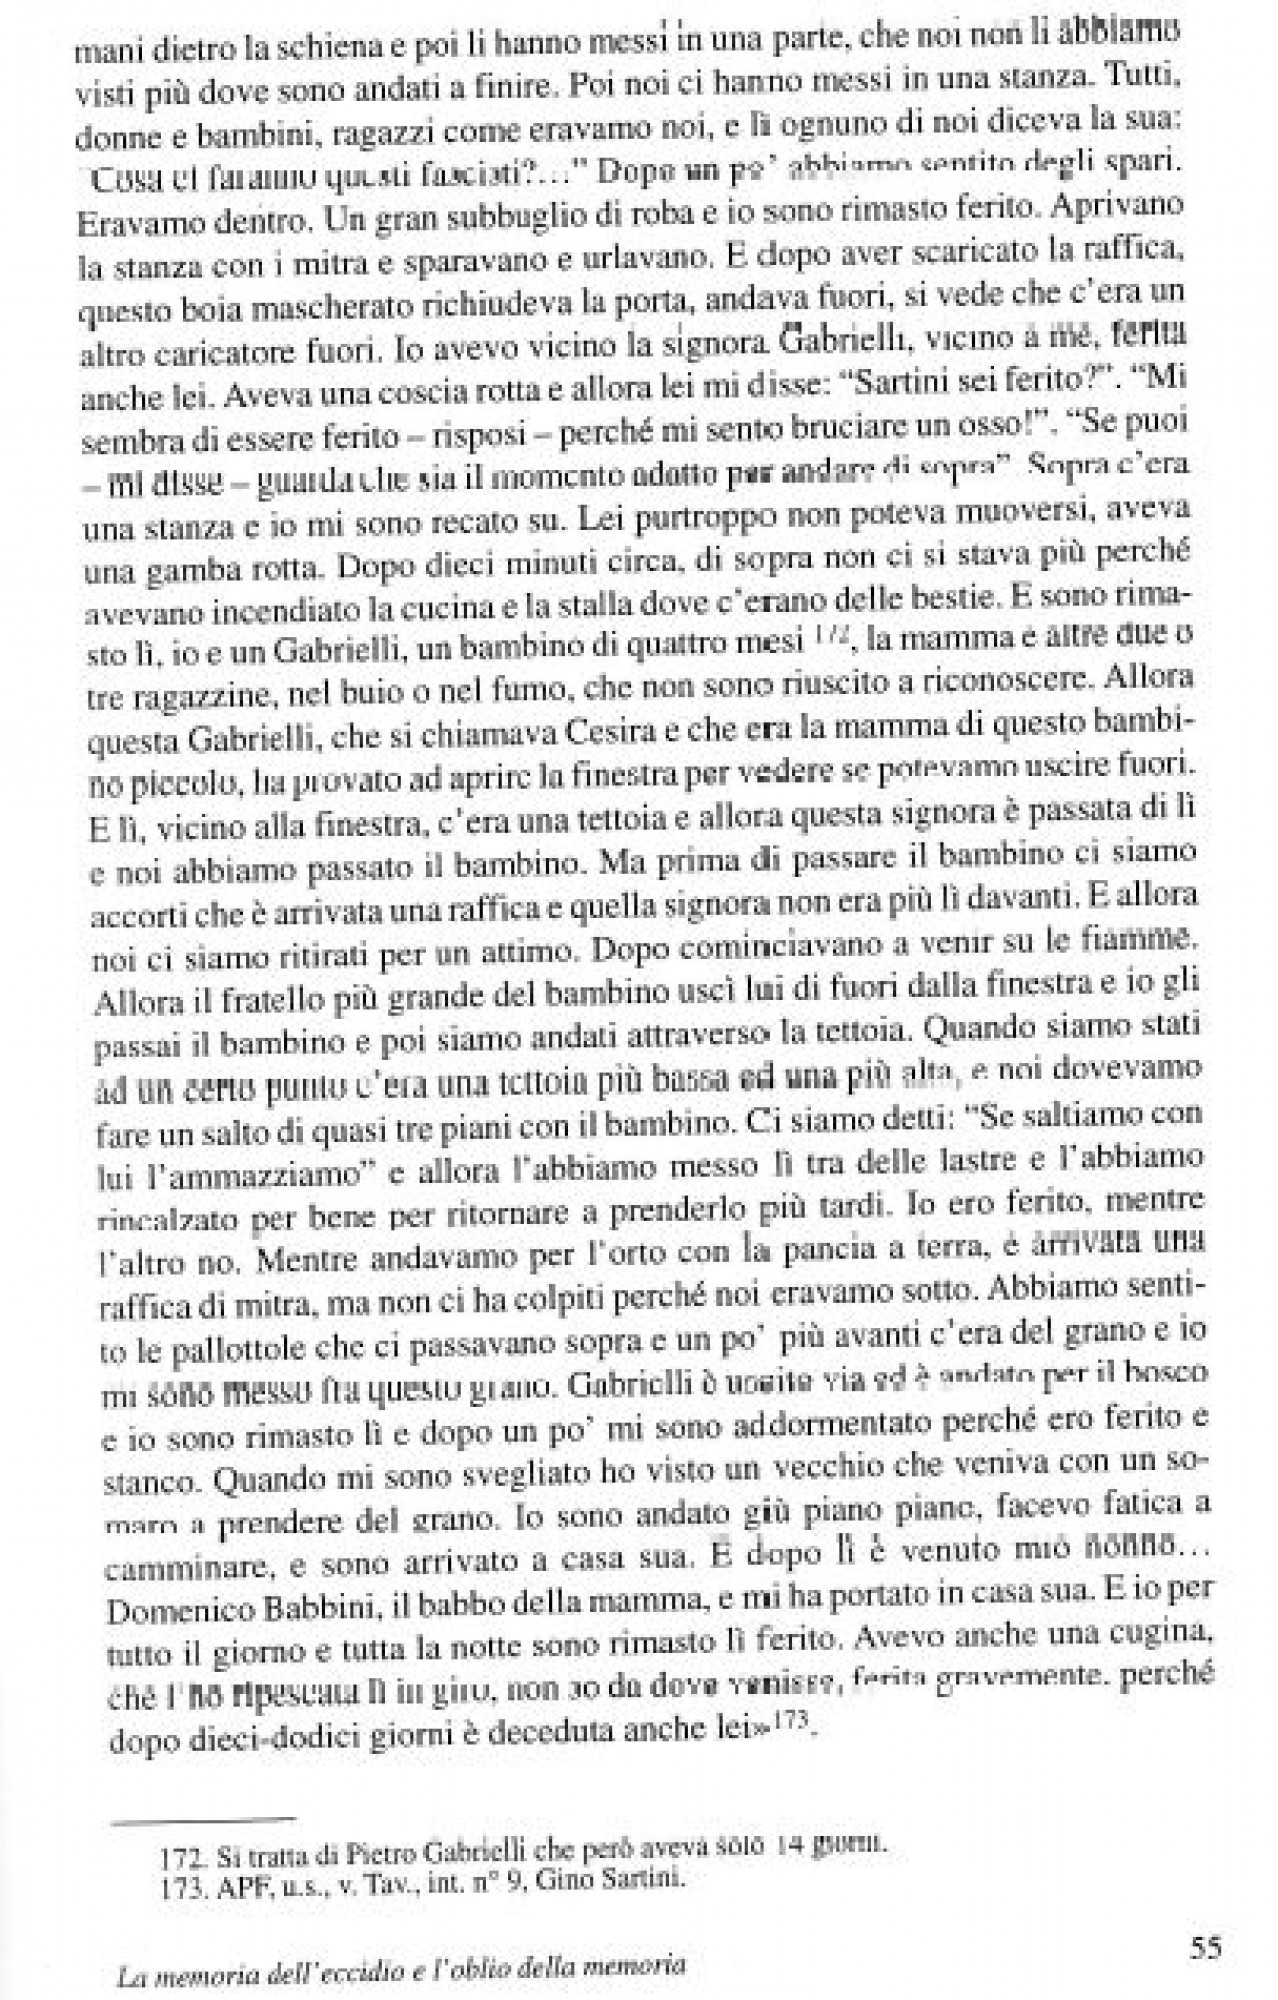 mani dietro la schiena e poi li hanno messi in una parte, che noi non li abbiamo
visti più dove sono andati a finire. Poi noi ci hanno messi in una stanza. Tutti,
donne e bambini, ragazzi come eravamo noi, e lì ognuno di noi diceva la sua:
"Cosa ci faranno questi fascisti?…" Dopo un po' abbiamo sentito degli spari.
Eravamo dentro. Un gran subbuglio di roba e io sono rimasto ferito. Aprivano
la stanza con i mitra e sparavano e urlavano. E dopo aver scaricato la raffica,
questo boia mascherato richiudeva la porta, andava fuori, si vede che c'era un
altro caricatore fuori. Io avevo vicino la signora Gabrielli, vicino a me, ferita
anche lei. Aveva una coscia rotta e allora lei mi disse: "Sartini sei ferito?". "Mi
sembra di essere ferito – risposi – perché mi sento bruciare un osso!". "Se puoi
– mi disse – guarda che sia il momento adatto per andare di sopra" Sopra c'era
una stanza e io mi sono recato su. Lei purtroppo non poteva muoversi, aveva
una gamba rotta. Dopo dieci minuti circa, di sopra non ci si stava più perché
avevano incendiato la cucina e la stalla dove c'erano delle bestie. E sono rima-
sto lì, io e un Gabrielli, un bambino di quattro mesi 172, la mamma e altre due o
tre ragazzine, nel buio o nel fumo, che non sono riuscito a riconoscere. Allora
questa Gabrielli, che si chiamava Cesira e che era la mamma di questo bambi-
no piccolo, ha provato ad aprire la finestra per vedere se potevamo uscire fuori.
E lì, vicino alla finestra, c'era una tettoia e allora questa signora è passata di lì
e noi abbiamo passato il bambino. Ma prima di passare il bambino ci siamo
accorti che è arrivata una raffica e quella signora non era più lì davanti. E allora
noi ci siamo ritirati per un attimo. Dopo cominciavano a venir su le fiamme.
Allora il fratello più grande del bambino uscì lui di fuori dalla finestra e io gli
passai il bambino e poi siamo andati attraverso la tettoia. Quando siamo stati
ad un certo punto c'era una tettoia più bassa ed una più alta, e noi dovevamo
fare un salto di quasi tre piani con il bambino. Ci siamo detti: "Se saltiamo con
lui l'ammazziamo" e allora l'abbiamo messo lì tra delle lastre e l'abbiamo
rincalzato per bene per ritornare a prenderlo più tardi. Io ero ferito, mentre
l'altro no. Mentre andavamo per l'orto con la pancia a terra, è arrivata una
raffica di mitra, ma non ci ha colpiti perché noi eravamo sotto. Abbiamo senti-
to le pallottole che ci passavano sopra e un po' più avanti c'era del grano e io
mi sono messo fra questo grano. Gabrielli è uscito via ed è andato per il bosco
e io sono rimasto lì e dopo un po' mi sono addormentato perché ero ferito e
stanco. Quando mi sono svegliato ho visto un vecchio che veniva con un so-
maro a prendere del grano. Io sono andato giù piano piano, facevo fatica a
camminare, e sono arrivato a casa sua. E dopo lì è venuto mio nonno…
Domenico Babbini, il babbo della mamma, e mi ha portato in casa sua. E io per
tutto il giorno e tutta la notte sono rimasto lì ferito. Avevo anche una cugina,
che l'ho ripescata lì in giro, non so da dove venisse, ferita gravemente, perché
dopo dieci-dodici giorni è deceduta anche lei»173.
172. Si tratta di Pietro Gabrielli che però aveva solo 14 giorni.
173. APF, u.s., v. Tav., int. n° 9, Gino Sartini.
La memoria dell'eccidio e l'oblio della memoria
55